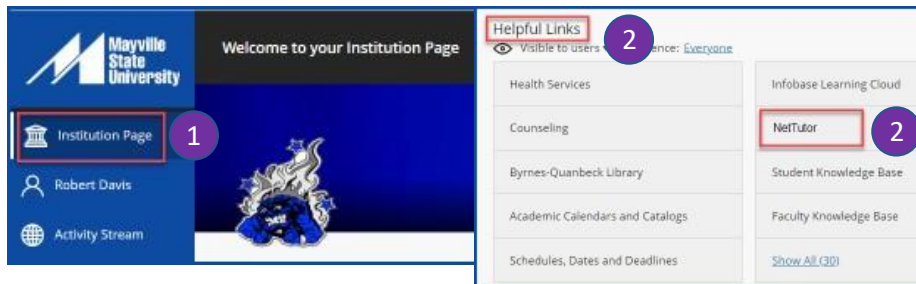 Mayville
State
University
Welcome to your Institution Page
Institution Page
1
Robert Davis
Activity Stream
Helpful Links
2
Visible to users ence: Everyone
Health Services
Infobase Learning Cloud
Counseling
NetTutor
2
Byrnes-Quanbeck Library
Student Knowledge Base
Academic Calendars and Catalogs
Faculty Knowledge Base
Schedules, Dates and Deadlines
Show All (30)